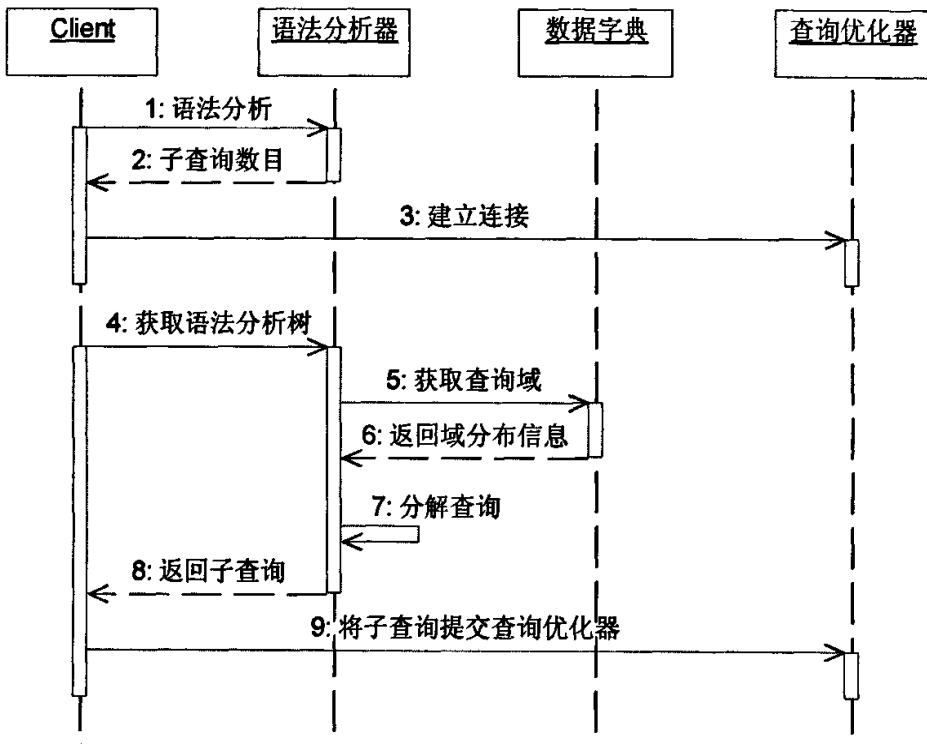 Client
语法分析器
数据字典
查询优化器
1: 语法分析
2: 子查询数目
3: 建立连接
4: 获取语法分析树
5: 获取查询域
6: 返回域分布信息
7: 分解查询
8: 返回子查询
9: 将子查询提交查询优化器